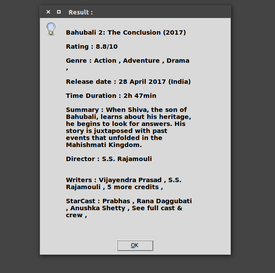 Result :
Bahubali 2: The Conclusion (2017)
Rating : 8.8/10
Genre : Action , Adventure , Drama
,
Release date : 28 April 2017 (India)
Time Duration : 2h 47min
Summary : When Shiva, the son of
Bahubali, learns about his heritage,
he begins to look for answers. His
story is juxtaposed with past
events that unfolded in the
Mahishmati Kingdom.
Director : S.S. Rajamouli
Writers : Vijayendra Prasad , S.S.
Rajamouli , 5 more credits ,
StarCast : Prabhas , Rana Daggubati
, Anushka Shetty , See full cast &
crew ,
OK